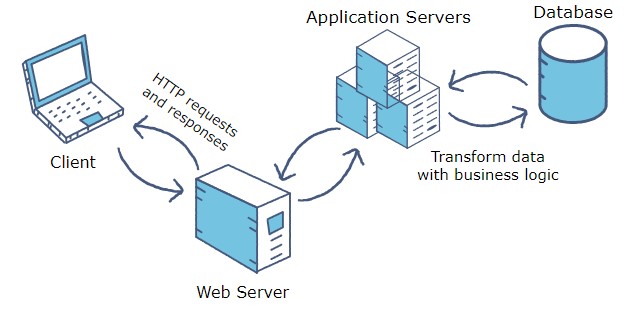 Application Servers
Database
HTTP requests
and responses
Client
Transform data
with business logic
Web Server